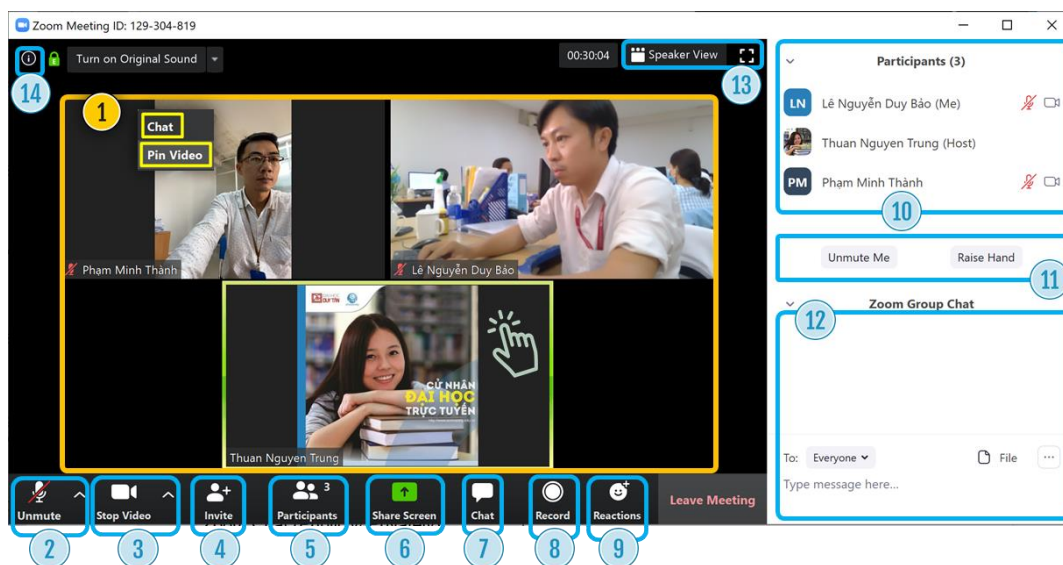 Zoom Meeting ID: 129-304-819
Turn on Original Sound
00:30:04
Speaker View
14
13
1
Chat
Pin Video
Phạm Minh Thành
Lê Nguyễn Duy Bảo
CỬ NHÂN
ĐẠI HỌC
TRỰC TUYẾN
Thuan Nguyen Trung
Unmute
Stop Video
Invite
Participants
3
Share Screen
Chat
Record
Reactions
Leave Meeting
2
3
4
5
6
7
8
9
Participants (3)
LN
Lê Nguyễn Duy Bảo (Me)
Thuan Nguyen Trung (Host)
PM
Phạm Minh Thành
10
Unmute Me
Raise Hand
11
12
Zoom Group Chat
To:
Everyone
File
Type message here...